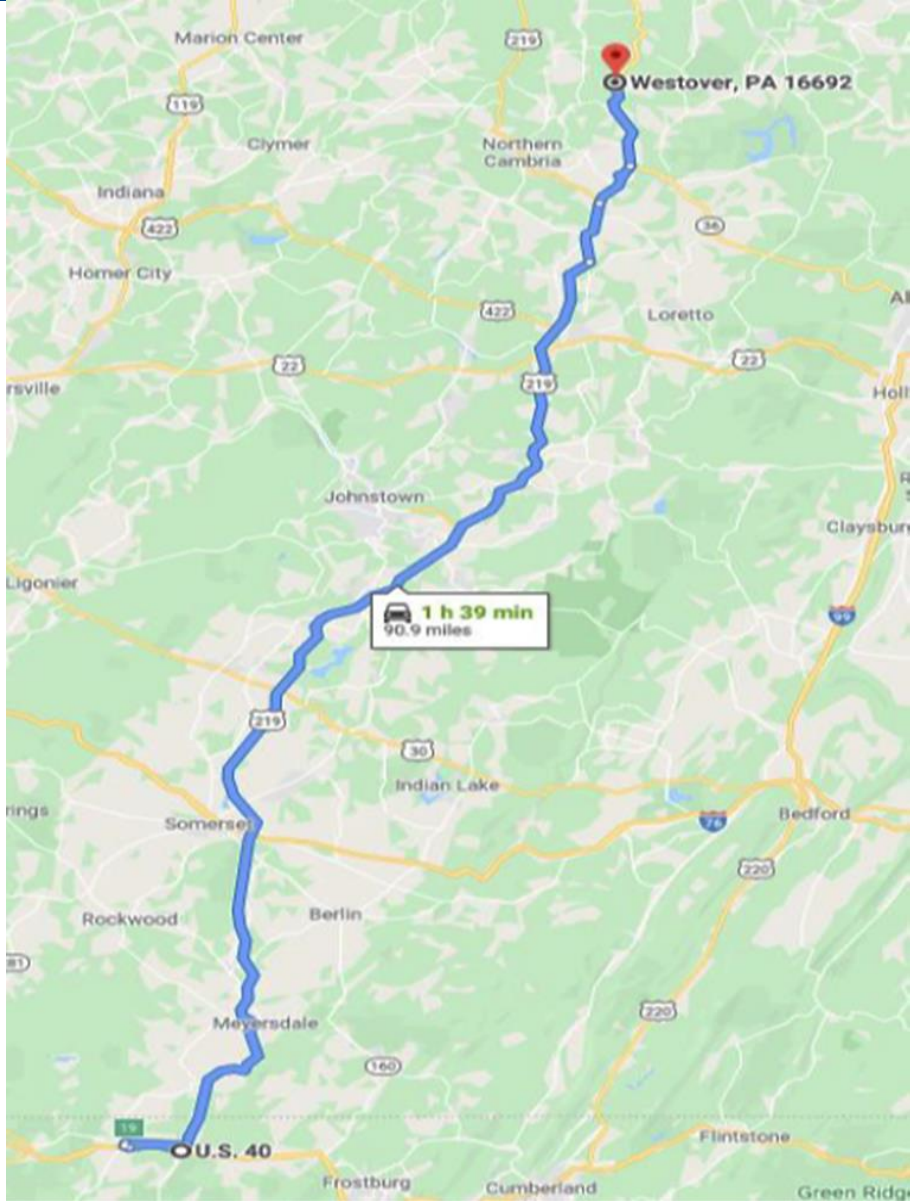 Marion Center
219
Westover, PA 16692
119
Clymer
Northern
Cambria
Indiana
422
36
Homer City
422
Loretto
22
22
219
rsville
Holl
Johnstown
Claysburg
Ligonier
1 h 39 min
90.9 miles
99
219
30
Indian Lake
rings
Somerset
76
Bedford
220
Rockwood
Berlin
220
Meyersdale
160
19
U.S. 40
Flintstone
Frostburg
Cumberland
Green Ridge